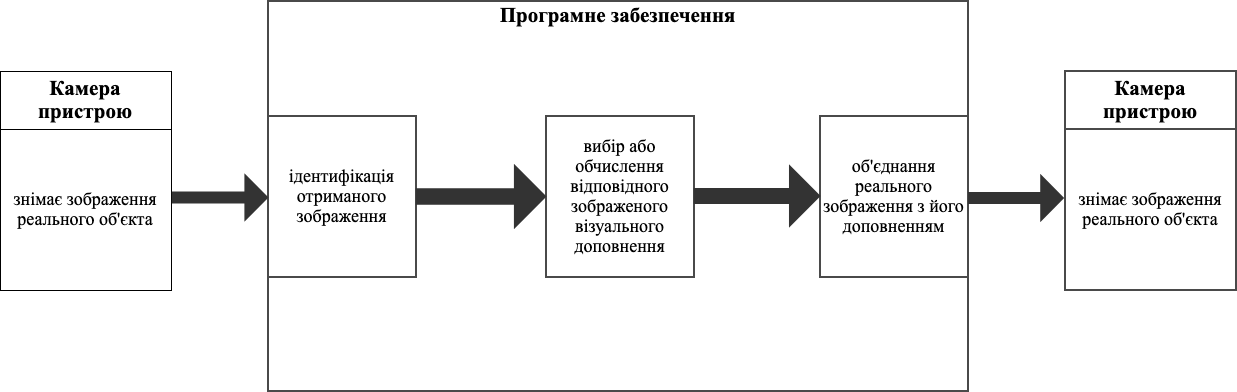 Програмне забезпечення
Камера
пристрою
знімає зображення
реального об'єкта
ідентифікація
отриманого
зображення
вибір або
обчислення
відповідного
зображеного
візуального
доповнення
об'єднання
реального
зображення з його
доповненням
Камера
пристрою
знімає зображення
реального об'єкта